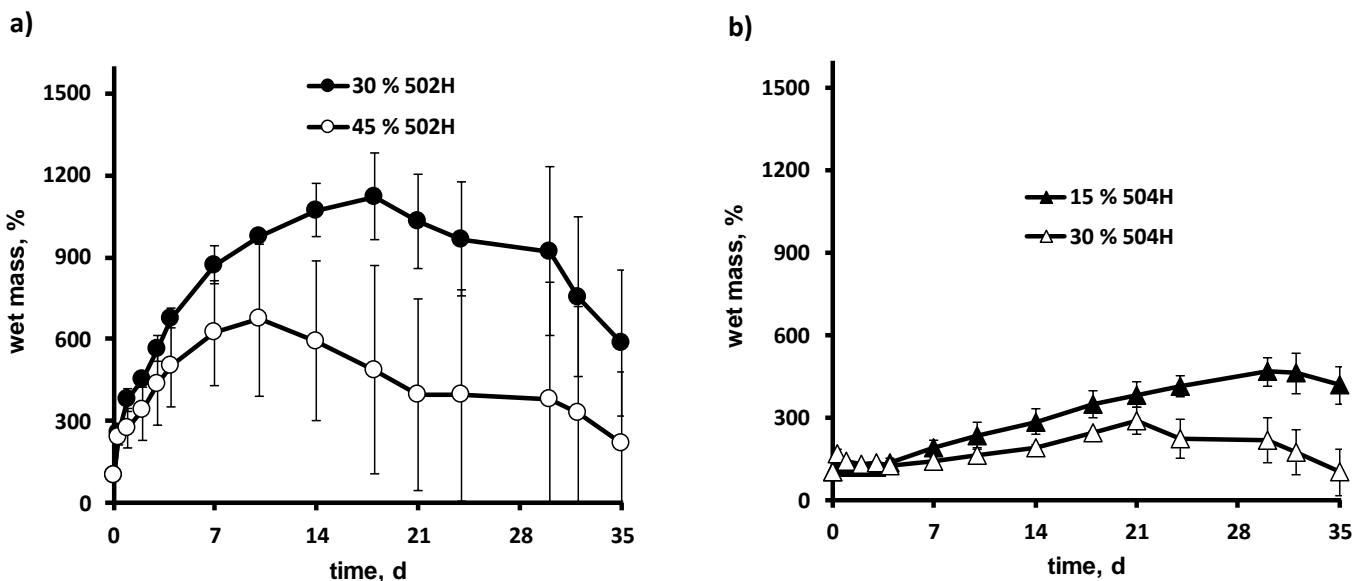 a)
30 % 502H
45 % 502H
wet mass, %
1500
1200
900
600
300
0
0 7 14 21 28 35
time, d
b)
15 % 504H
30 % 504H
wet mass, %
1500
1200
900
600
300
0
0 7 14 21 28 35
time, d